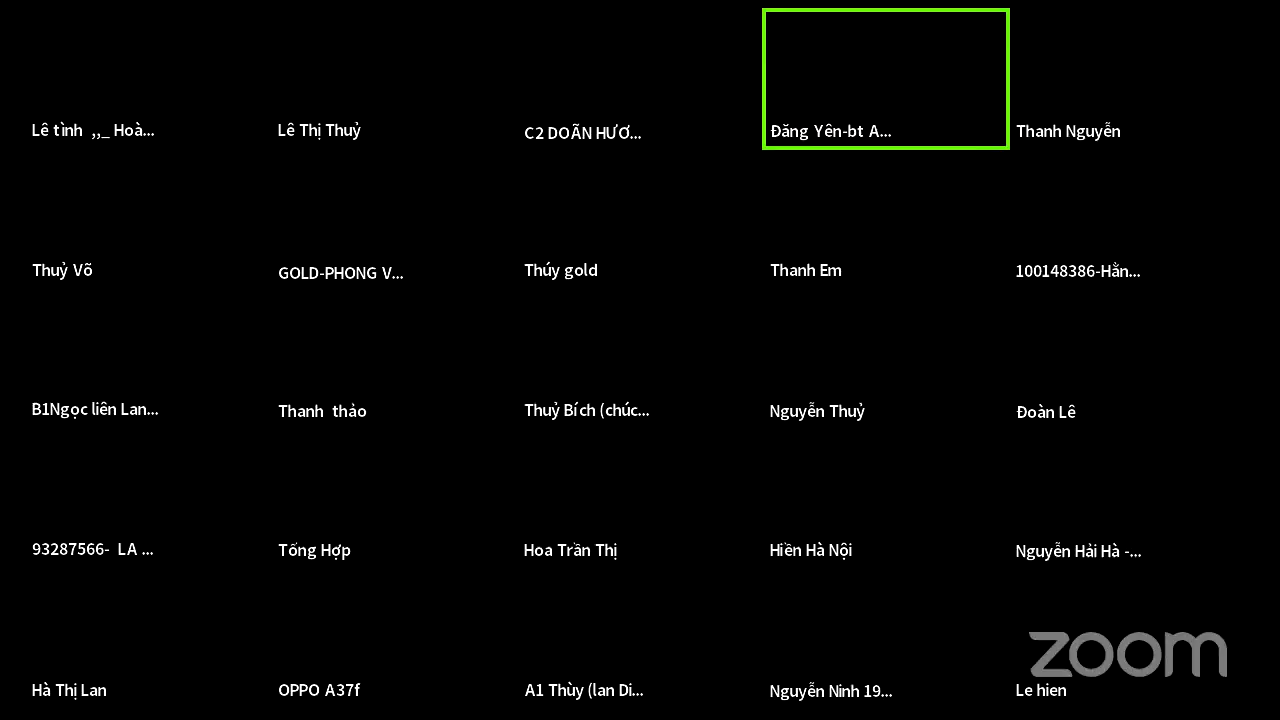 Lê tình ,,_ Hoà...
Lê Thị Thuỷ
C2 DOÃN HƯƠ...
Đăng Yên-bt A...
Thanh Nguyễn
Thuỷ Võ
GOLD-PHONG V...
Thúy gold
Thanh Em
100148386-Hằn...
B1Ngọc liên Lan...
Thanh thảo
Thuỷ Bích (chúc...
Nguyễn Thuỷ
Đoàn Lê
93287566- LA ...
Tống Hợp
Hoa Trần Thị
Hiền Hà Nội
Nguyễn Hải Hà -...
Hà Thị Lan
OPPO A37f
A1 Thùy (lan Di...
Nguyễn Ninh 19...
Le hien
zoom